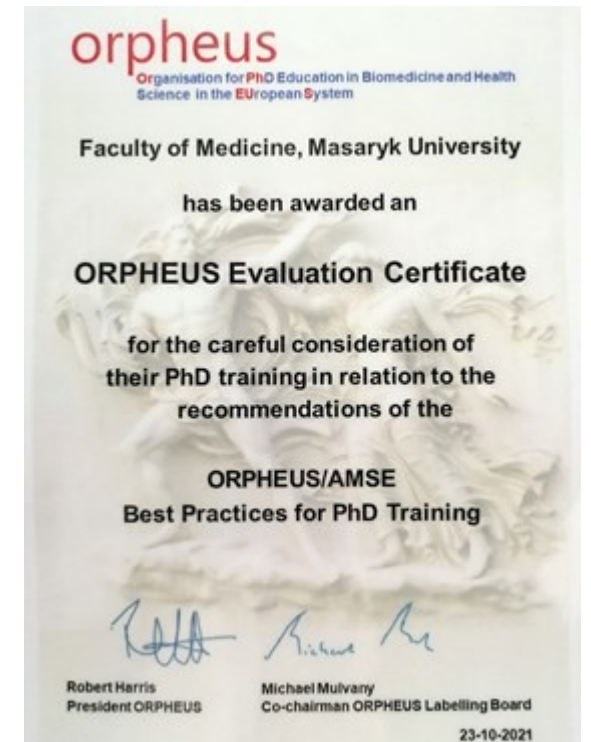 orpheus
Organisation for PhD Education in Biomedicine and Health
Science in the EUropean System
Faculty of Medicine, Masaryk University
has been awarded an
ORPHEUS Evaluation Certificate
for the careful consideration of
their PhD training in relation to the
recommendations of the
ORPHEUS/AMSE
Best Practices for PhD Training
Robert Harris Michael Mulvany
President ORPHEUS Co-chairman ORPHEUS Labelling Board
23-10-2021